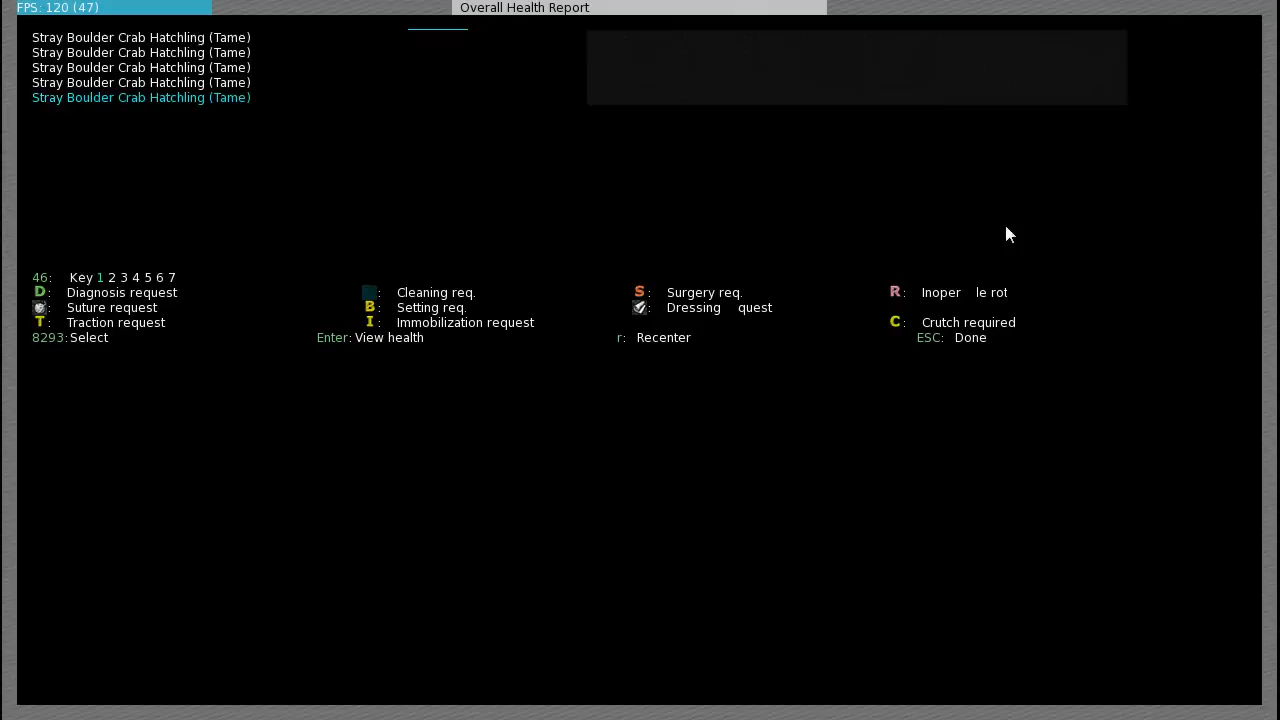 FPS: 120 (47)
Overall Health Report
Stray Boulder Crab Hatchling (Tame)
Stray Boulder Crab Hatchling (Tame)
Stray Boulder Crab Hatchling (Tame)
Stray Boulder Crab Hatchling (Tame)
Stray Boulder Crab Hatchling (Tame)
46: Key 1 2 3 4 5 6 7
D: Diagnosis request : Cleaning req. S: Surgery req. R: Inoper le rot
: Suture request B: Setting req. : Dressing quest
T: Traction request I: Immobilization request C: Crutch required
8293: Select Enter: View health r: Recenter ESC: Done